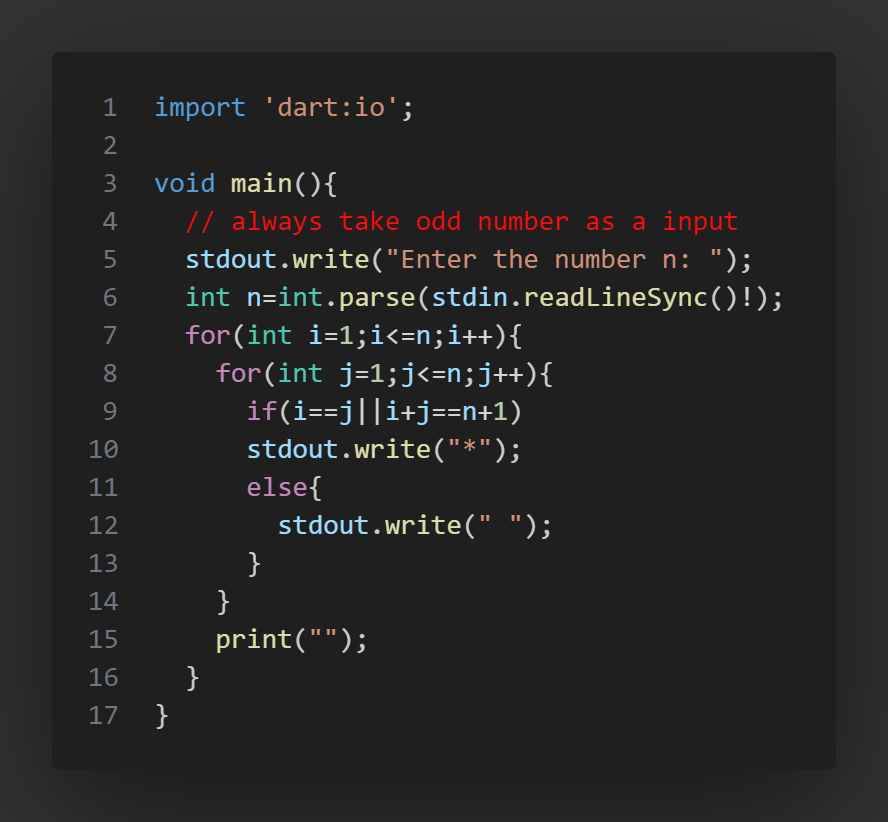 1 import 'dart:io';
2
3 void main(){
4   // always take odd number as a input
5   stdout.write("Enter the number n: ");
6   int n=int.parse(stdin.readLineSync()!);
7   for(int i=1;i<=n;i++){
8     for(int j=1;j<=n;j++){
9       if(i==j||i+j==n+1)
10       stdout.write("*");
11       else{
12         stdout.write(" ");
13       }
14     }
15     print("");
16   }
17 }